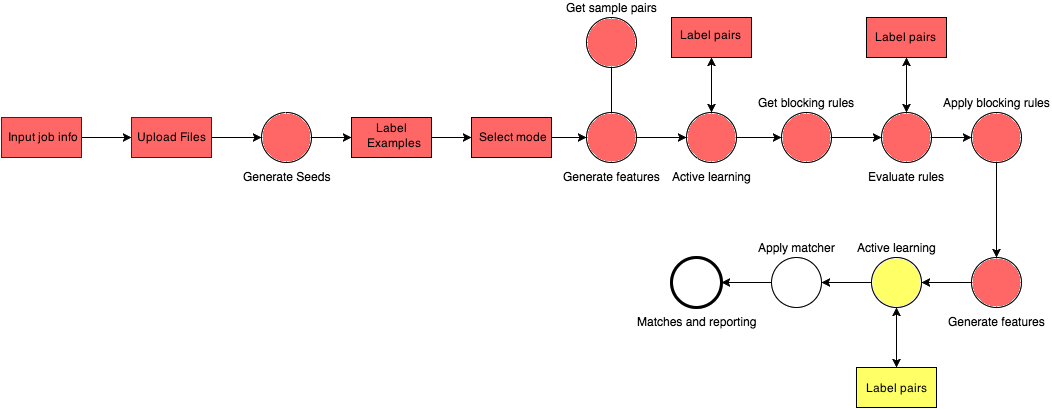 Get sample pairs
Label pairs
Label pairs
Get blocking rules
Apply blocking rules
Input job info
Upload Files
Label
Examples
Select mode
Generate Seeds
Generate features
Active learning
Evaluate rules
Apply matcher
Active learning
Matches and reporting
Generate features
Label pairs